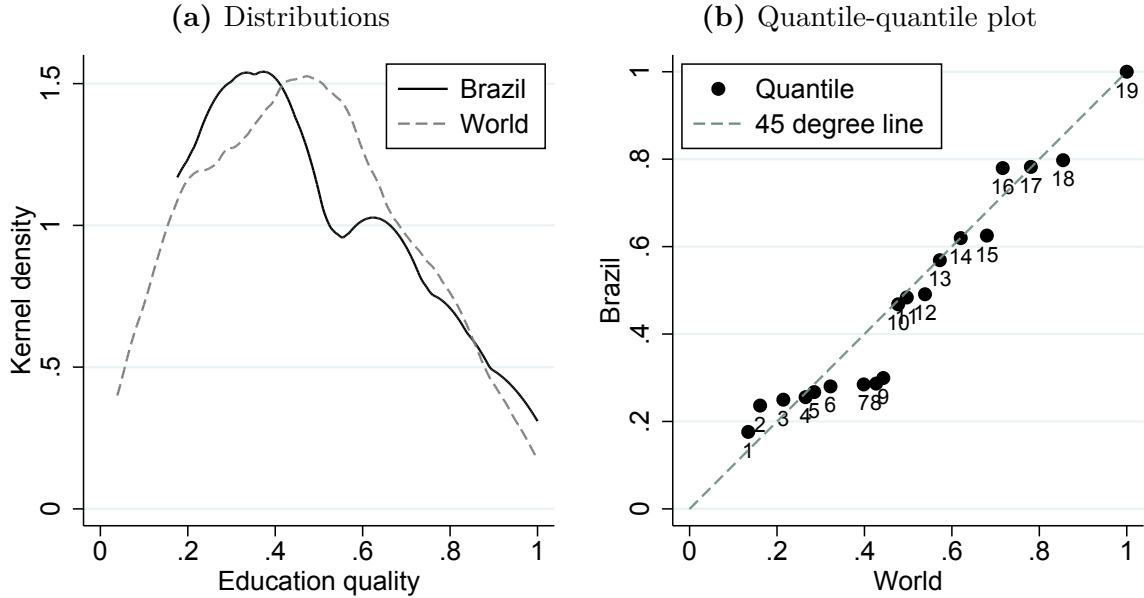 (a) Distributions
Kernel density
0
.5
1
1.5
Brazil
World
0 .2 .4 .6 .8 1
Education quality
(b) Quantile-quantile plot
Brazil
0
.2
.4
.6
.8
1
Quantile
45 degree line
1
2
3
4
5
6
7
8
9
10
11
12
13
14
15
16
17
18
19
0 .2 .4 .6 .8 1
World